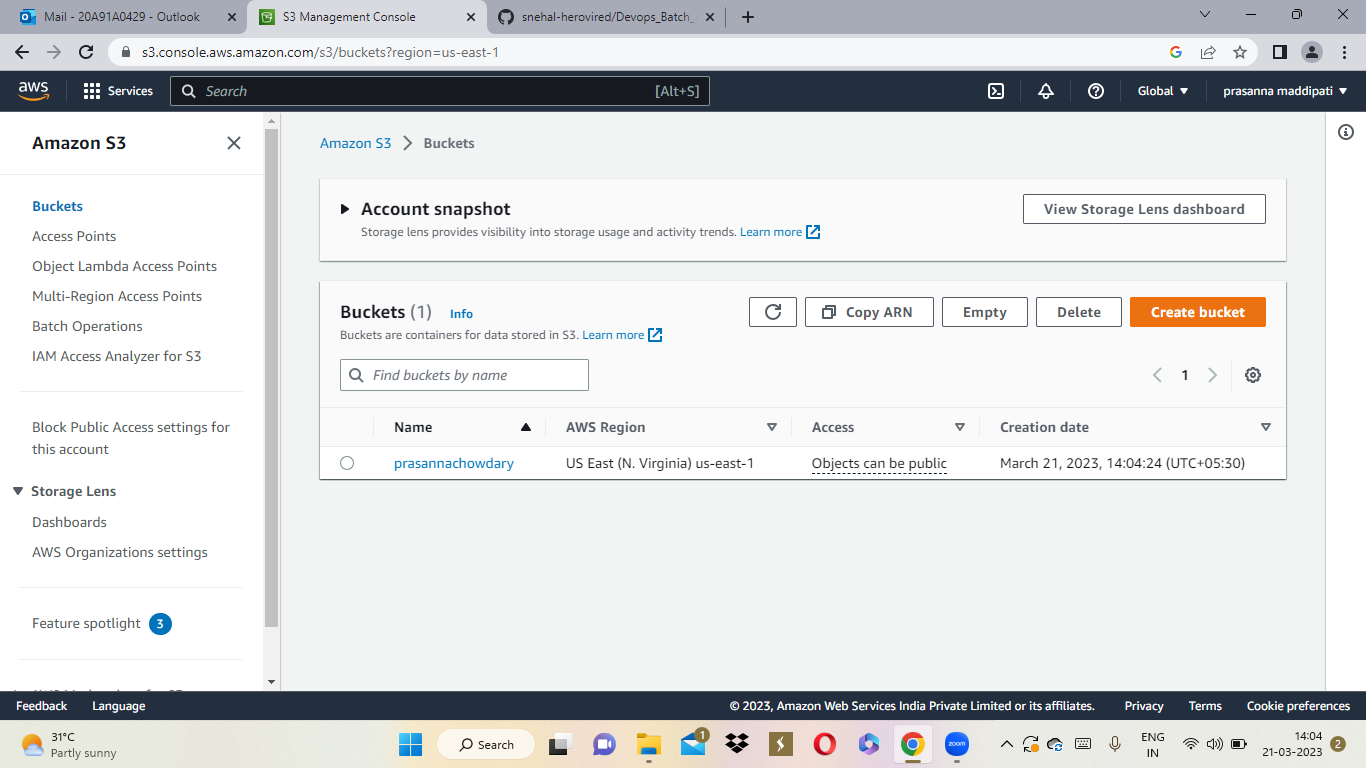 Mail - 20A91A0429 - Outlook
S3 Management Console
snehal-herovired/Devops_Batch_
s3.console.aws.amazon.com/s3/buckets?region=us-east-1
aws
Services
Search
[Alt+S]
Global
prasanna maddipati
Amazon S3
Buckets
Access Points
Object Lambda Access Points
Multi-Region Access Points
Batch Operations
IAM Access Analyzer for S3
Block Public Access settings for
this account
Storage Lens
Dashboards
AWS Organizations settings
Feature spotlight 3
Amazon S3 > Buckets
Account snapshot
View Storage Lens dashboard
Storage lens provides visibility into storage usage and activity trends. Learn more
Buckets (1) Info
Copy ARN
Empty
Delete
Create bucket
Buckets are containers for data stored in S3. Learn more
Find buckets by name
1
Name AWS Region Access Creation date
prasannachowdary US East (N. Virginia) us-east-1 Objects can be public March 21, 2023, 14:04:24 (UTC+05:30)
Feedback Language © 2023, Amazon Web Services India Private Limited or its affiliates. Privacy Terms Cookie preferences
31°C
Partly sunny
Search
1
zoom
ENG
IN
14:04
21-03-2023
2